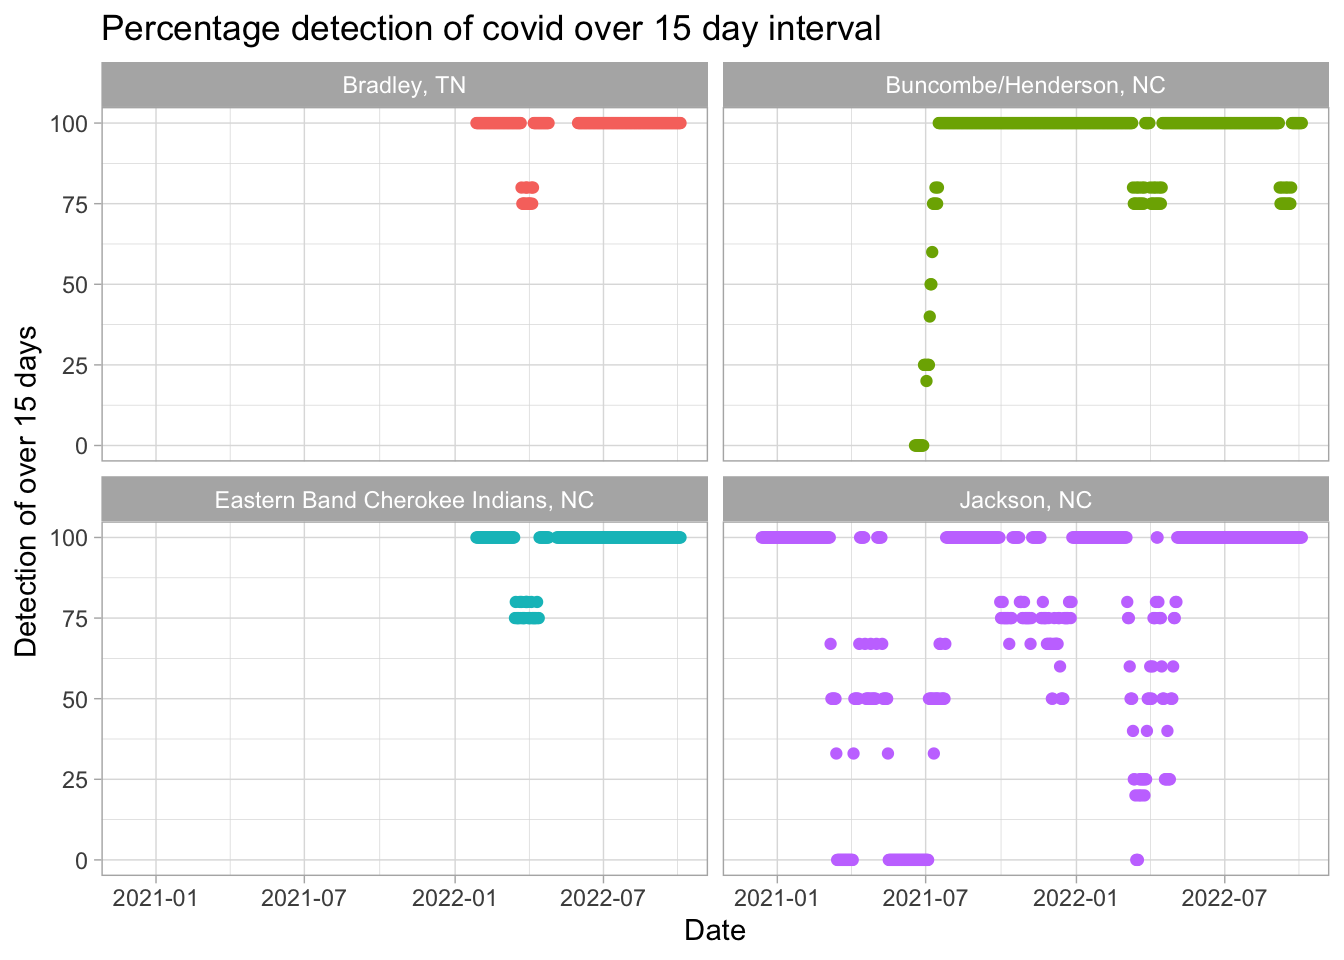 Percentage detection of covid over 15 day interval
Bradley, TN
Buncombe/Henderson, NC
100
75
50
25
0
Detection of over 15 days
Eastern Band Cherokee Indians, NC
Jackson, NC
100
75
50
25
0
2021-01 2021-07 2022-01 2022-07
2021-01 2021-07 2022-01 2022-07
Date